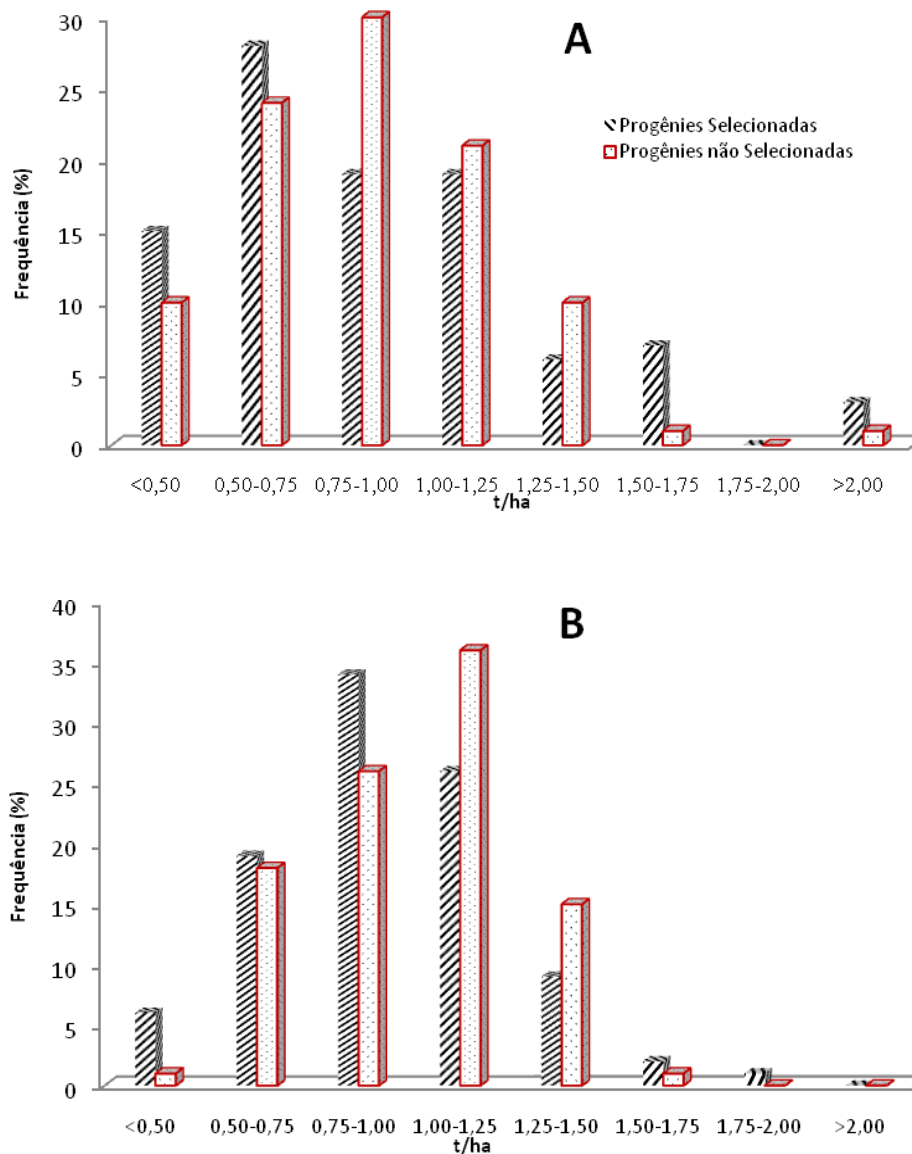 A
30
25
20
15
10
5
0
Frequência (%)
Progênies Selecionadas
Progênies não Selecionadas
<0,50 0,50-0,75 0,75-1,00 1,00-1,25 1,25-1,50 1,50-1,75 1,75-2,00 >2,00
t/ha
B
40
35
30
25
20
15
10
5
0
Frequência (%)
<0,50 0,50-0,75 0,75-1,00 1,00-1,25 1,25-1,50 1,50-1,75 1,75-2,00 >2,00
t/ha